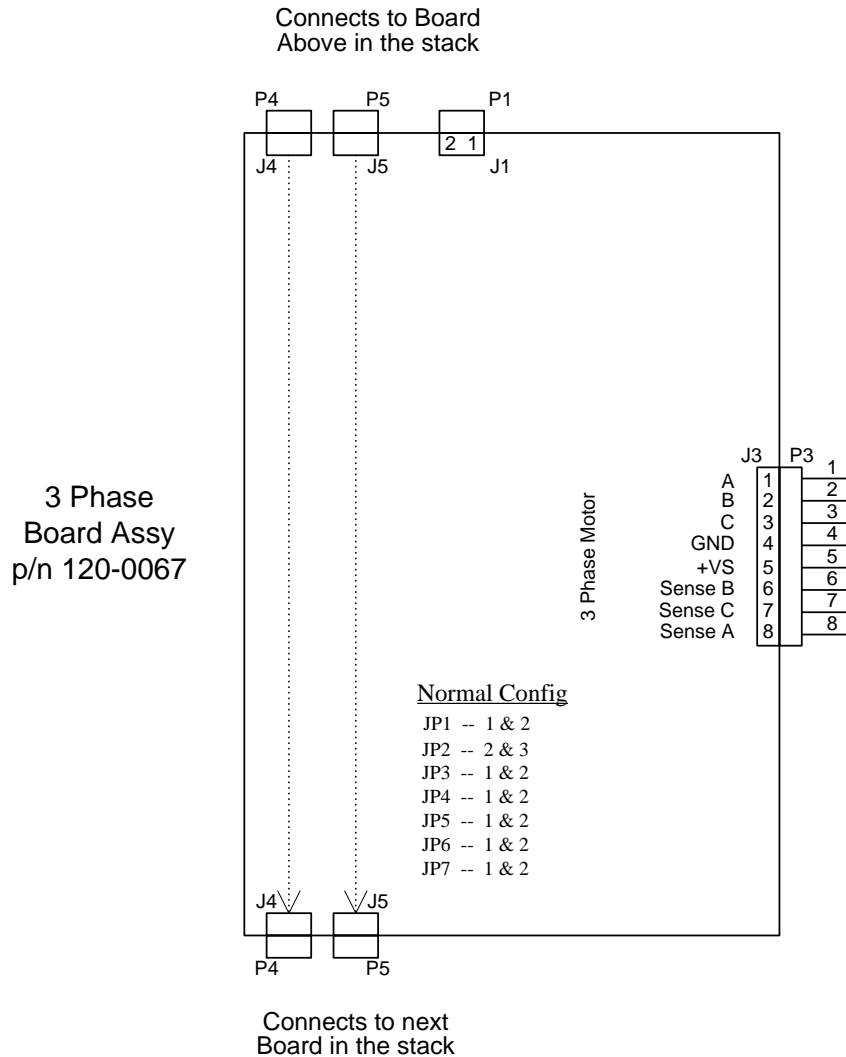 Connects to Board
Above in the stack
P4 P5 P1
2 1
J4 J5 J1
3 Phase
Board Assy
p/n 120-0067
3 Phase Motor
J3 P3
A 1 1
B 2 2
C 3 3
GND 4 4
+VS 5 5
Sense B 6 6
Sense C 7 7
Sense A 8 8
Normal Config
JP1 -- 1 & 2
JP2 -- 2 & 3
JP3 -- 1 & 2
JP4 -- 1 & 2
JP5 -- 1 & 2
JP6 -- 1 & 2
JP7 -- 1 & 2
J4 J5
P4 P5
Connects to next
Board in the stack